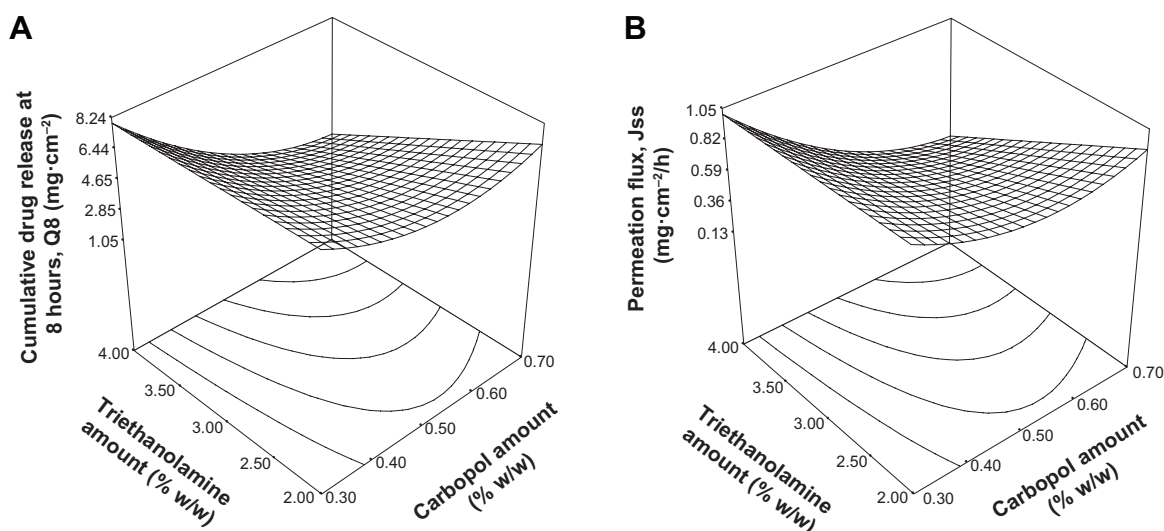 A
Cumulative drug release at
8 hours, Q8 (mg·cm⁻²)
8.24
6.44
4.65
2.85
1.05
4.00
3.50
3.00
2.50
2.00
Triethanolamine
amount (% w/w)
0.30
0.40
0.50
0.60
0.70
Carbopol amount
(% w/w)
B
Permeation flux, Jss
(mg·cm⁻²/h)
1.05
0.82
0.59
0.36
0.13
4.00
3.50
3.00
2.50
2.00
Triethanolamine
amount (% w/w)
0.30
0.40
0.50
0.60
0.70
Carbopol amount
(% w/w)